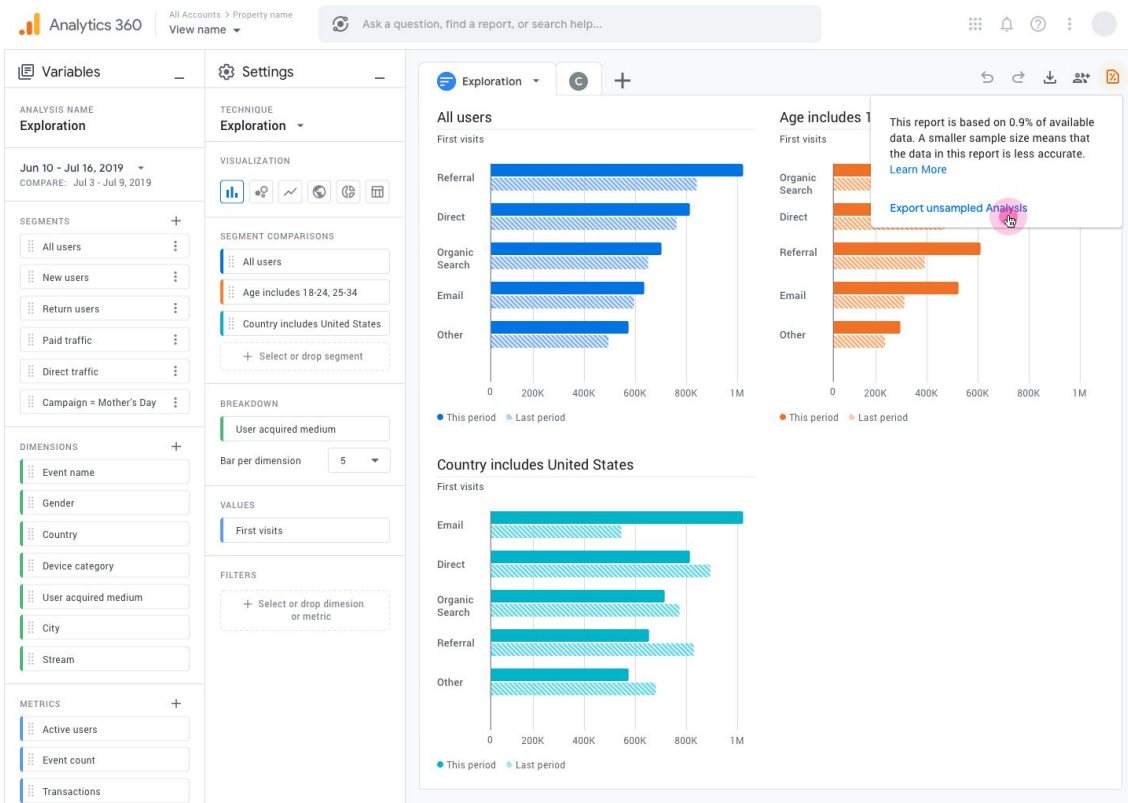 Analytics 360
All Accounts > Property name
View name
Ask a question, find a report, or search help...
Variables
ANALYSIS NAME
Exploration
Jun 10 - Jul 16, 2019
COMPARE: Jul 3 - Jul 9, 2019
SEGMENTS
All users
New users
Return users
Paid traffic
Direct traffic
Campaign = Mother's Day
DIMENSIONS
Event name
Gender
Country
Device category
User acquired medium
City
Stream
METRICS
Active users
Event count
Transactions
Settings
TECHNIQUE
Exploration
VISUALIZATION
SEGMENT COMPARISONS
All users
Age includes 18-24, 25-34
Country includes United States
+ Select or drop segment
BREAKDOWN
User acquired medium
Bar per dimension 5
VALUES
First visits
FILTERS
+ Select or drop dimesion
or metric
Exploration
C
All users
First visits
Referral
Direct
Organic
Search
Email
Other
0 200K 400K 600K 800K 1M
This period Last period
Age includes 1
First visits
Organic
Search
Direct
Referral
Email
Other
0 200K 400K 600K 800K 1M
This period Last period
This report is based on 0.9% of available
data. A smaller sample size means that
the data in this report is less accurate.
Learn More
Export unsampled Analysis
Country includes United States
First visits
Email
Direct
Organic
Search
Referral
Other
0 200K 400K 600K 800K 1M
This period Last period